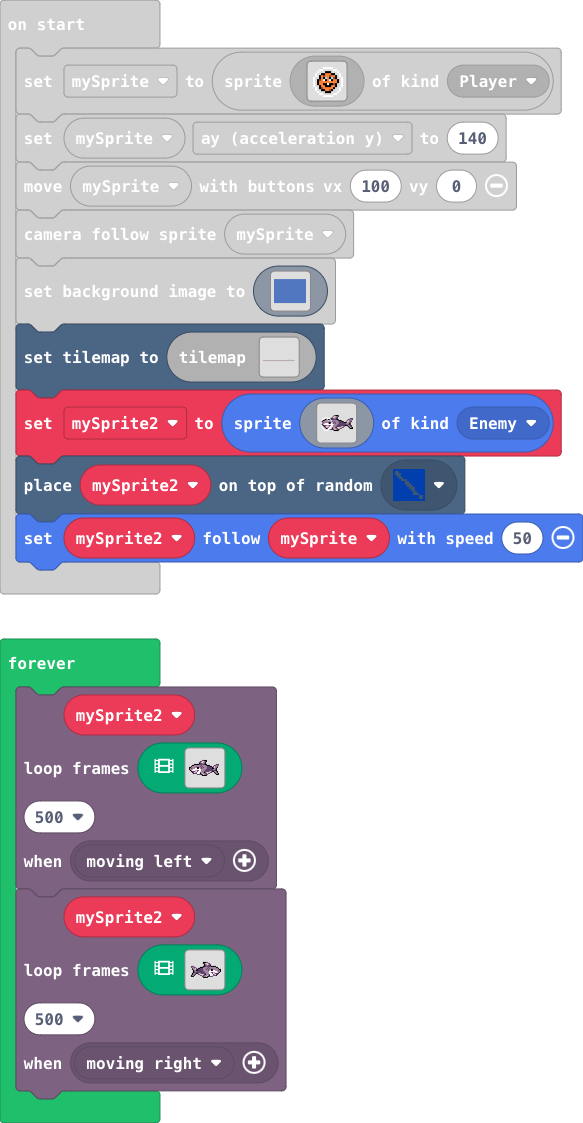 on start
set mySprite to sprite of kind Player
set mySprite ay (acceleration y) to 140
move mySprite with buttons vx 100 vy 0
camera follow sprite mySprite
set background image to
set tilemap to tilemap
set mySprite2 to sprite of kind Enemy
place mySprite2 on top of random
set mySprite2 follow mySprite with speed 50
forever
mySprite2
loop frames
500
when moving left
mySprite2
loop frames
500
when moving right